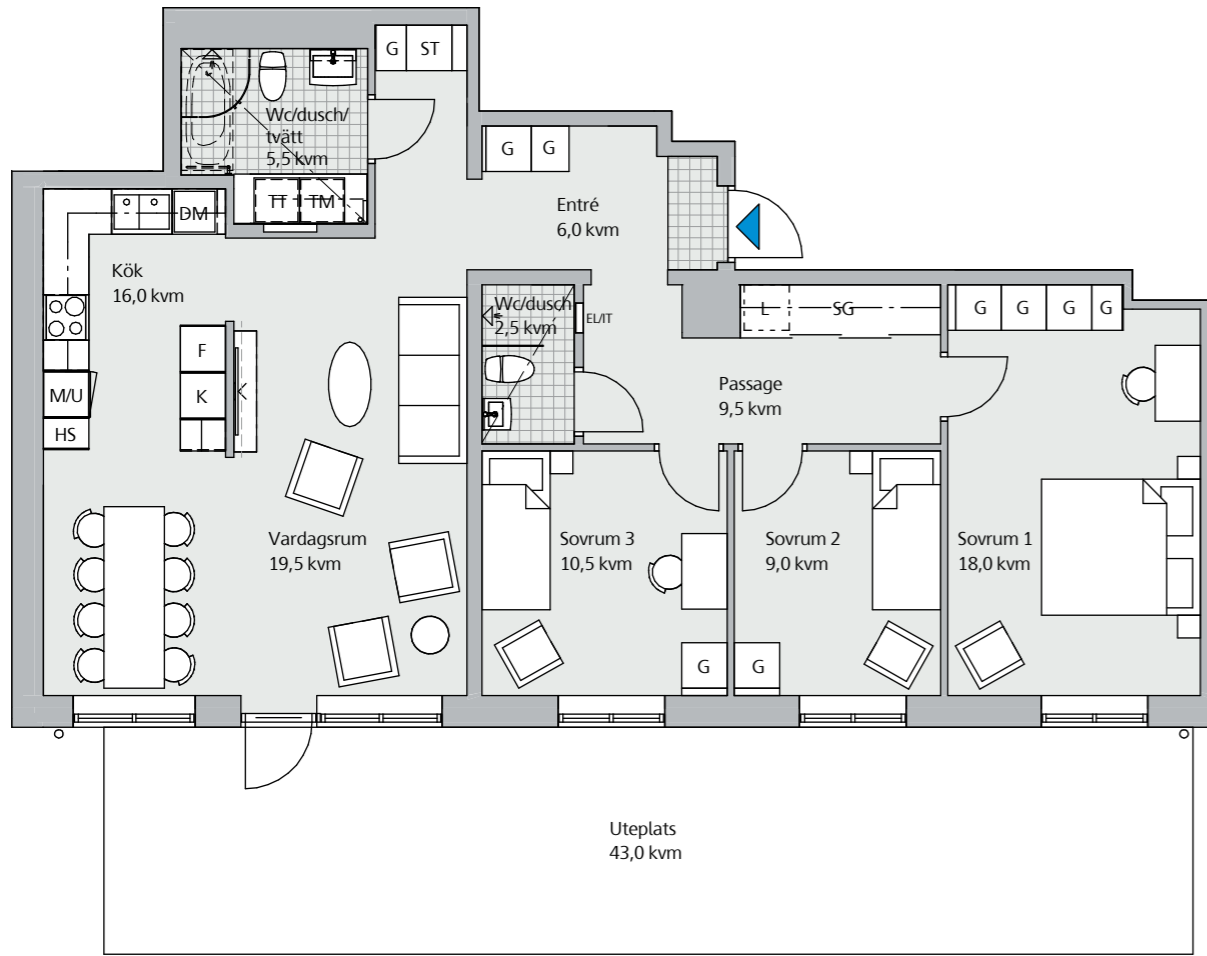 G ST
Wc/dusch/
tvätt
5,5 kvm
G G
TT TM
DM
Entré
6,0 kvm
Kök
16,0 kvm
Wc/dusch
2,5 kvm
EL/IT
L SG
G G G G
F
K
M/U
HS
Passage
9,5 kvm
Vardagsrum
19,5 kvm
Sovrum 3
10,5 kvm
Sovrum 2
9,0 kvm
Sovrum 1
18,0 kvm
G G
Uteplats
43,0 kvm